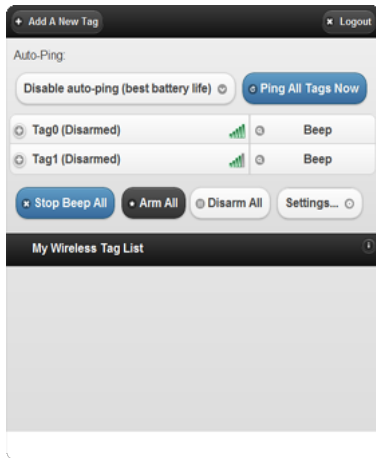 Add A New Tag
Logout
Auto-Ping:
Disable auto-ping (best battery life)
Ping All Tags Now
Tag0 (Disarmed)
Beep
Tag1 (Disarmed)
Beep
Stop Beep All
Arm All
Disarm All
Settings...
My Wireless Tag List